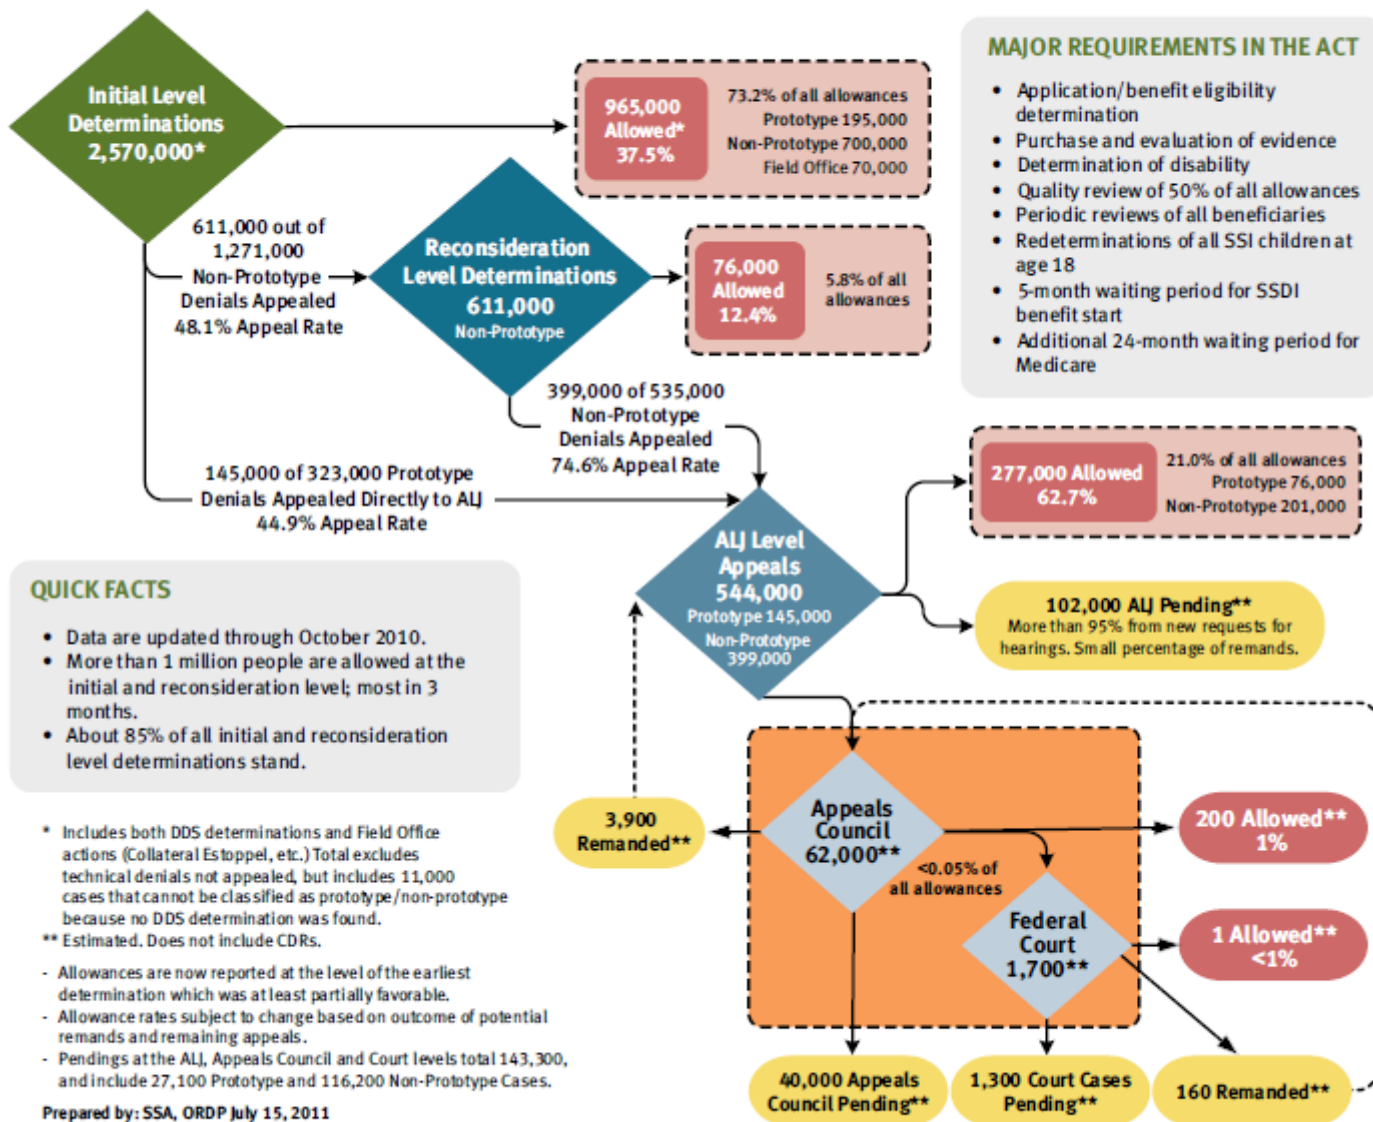 Initial Level
Determinations
2,570,000*
965,000
Allowed*
37.5%
73.2% of all allowances
Prototype 195,000
Non-Prototype 700,000
Field Office 70,000
MAJOR REQUIREMENTS IN THE ACT
• Application/benefit eligibility
determination
• Purchase and evaluation of evidence
• Determination of disability
• Quality review of 50% of all allowances
• Periodic reviews of all beneficiaries
• Redeterminations of all SSI children at
age 18
• 5-month waiting period for SSDI
benefit start
• Additional 24-month waiting period for
Medicare
611,000 out of
1,271,000
Non-Prototype
Denials Appealed
48.1% Appeal Rate
Reconsideration
Level Determinations
611,000
Non-Prototype
76,000
Allowed
12.4%
5.8% of all
allowances
399,000 of 535,000
Non-Prototype
Denials Appealed
74.6% Appeal Rate
145,000 of 323,000 Prototype
Denials Appealed Directly to ALJ
44.9% Appeal Rate
277,000 Allowed
62.7%
21.0% of all allowances
Prototype 76,000
Non-Prototype 201,000
ALJ Level
Appeals
544,000
Prototype 145,000
Non-Prototype
399,000
102,000 ALJ Pending**
More than 95% from new requests for
hearings. Small percentage of remands.
QUICK FACTS
• Data are updated through October 2010.
• More than 1 million people are allowed at the
initial and reconsideration level; most in 3
months.
• About 85% of all initial and reconsideration
level determinations stand.
3,900
Remanded**
Appeals
Council
62,000**
<0.05% of
all allowances
200 Allowed**
1%
Federal
Court
1,700**
1 Allowed**
<1%
40,000 Appeals
Council Pending**
1,300 Court Cases
Pending**
160 Remanded**
* Includes both DDS determinations and Field Office
actions (Collateral Estoppel, etc.) Total excludes
technical denials not appealed, but includes 11,000
cases that cannot be classified as prototype/non-prototype
because no DDS determination was found.
** Estimated. Does not include CDRs.
- Allowances are now reported at the level of the earliest
determination which was at least partially favorable.
- Allowance rates subject to change based on outcome of potential
remands and remaining appeals.
- Pendings at the ALJ, Appeals Council and Court levels total 143,300,
and include 27,100 Prototype and 116,200 Non-Prototype Cases.
Prepared by: SSA, ORDP July 15, 2011